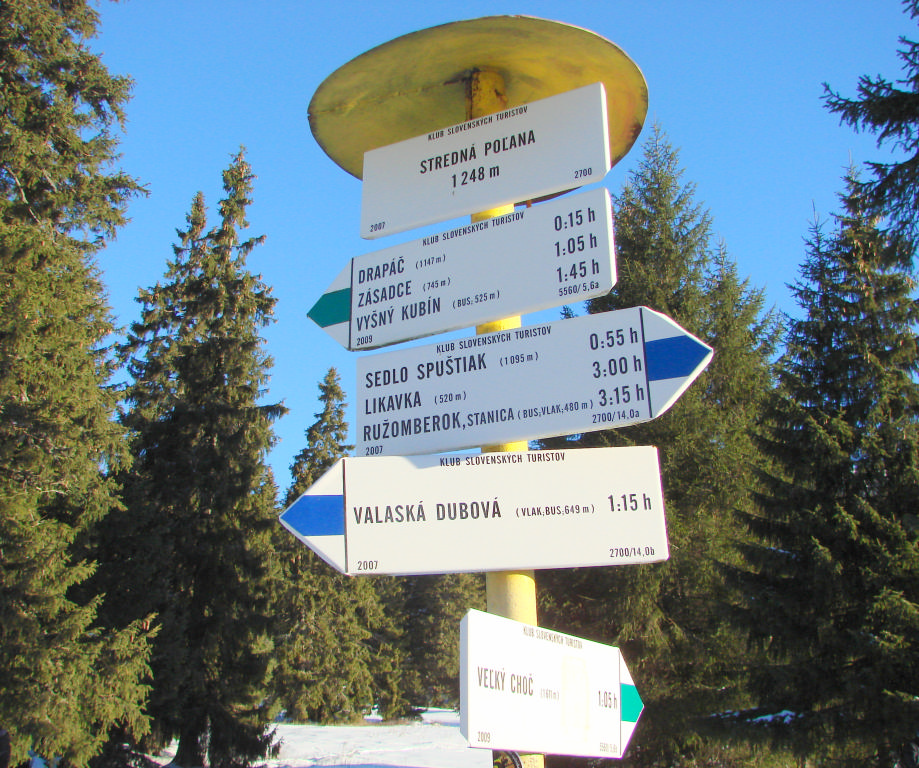 KLUB SLOVENSKÝCH TURISTOV
STREDNÁ POĽANA
1248 m
2007 2700
KLUB SLOVENSKÝCH TURISTOV
DRAPÁČ (1147 m) 0:15 h
ZÁSADCE (745 m) 1:05 h
VYŠNÝ KUBÍN (BUS; 525 m) 1:45 h
2009 5560/5,6a
KLUB SLOVENSKÝCH TURISTOV
SEDLO SPUŠTIAK (1095 m) 0:55 h
LIKAVKA (520 m) 3:00 h
RUŽOMBEROK, STANICA (BUS;VLAK; 480 m) 3:15 h
2007 2700/14,0a
KLUB SLOVENSKÝCH TURISTOV
VALASKÁ DUBOVÁ (VLAK;BUS;649 m) 1:15 h
2007 2700/14,0b
KLUB SLOVENSKÝCH TURISTOV
VEĽKÝ CHOČ (1611 m) 1:05 h
2009